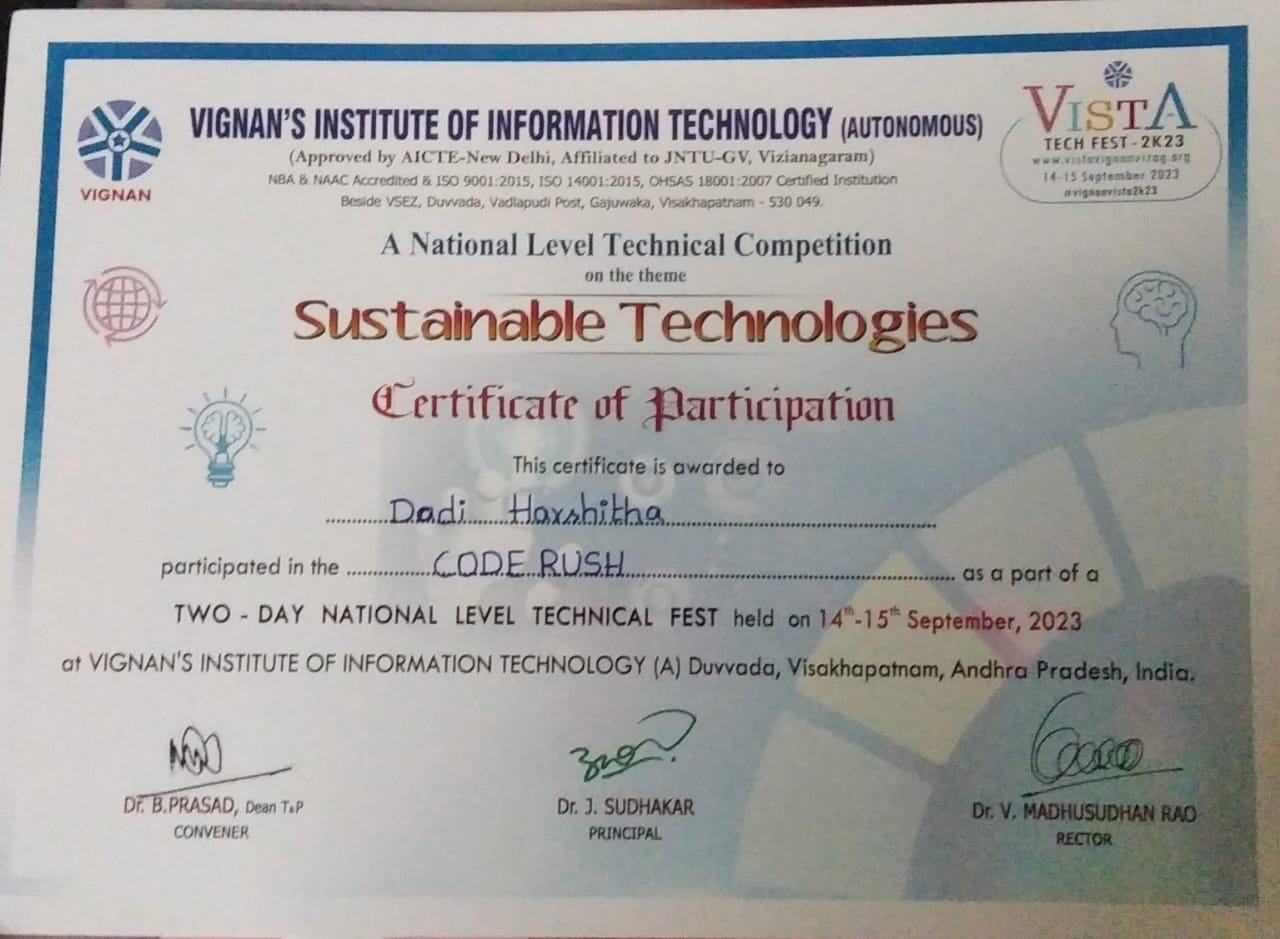 VIGNAN
VIGNAN'S INSTITUTE OF INFORMATION TECHNOLOGY (AUTONOMOUS)
(Approved by AICTE-New Delhi, Affiliated to JNTU-GV, Vizianagaram)
NBA & NAAC Accredited & ISO 9001:2015, ISO 14001:2015, OHSAS 18001:2007 Certified Institution
Beside VSEZ, Duvvada, Vadlapudi Post, Gajuwaka, Visakhapatnam - 530 049.
VISTA
TECH FEST - 2K23
www.vistavignanvizag.org
14-15 September 2023
#vignanvista2k23
A National Level Technical Competition
on the theme
Sustainable Technologies
Certificate of Participation
This certificate is awarded to
Dadi Harshitha
participated in the CODE RUSH as a part of a
TWO - DAY NATIONAL LEVEL TECHNICAL FEST held on 14th-15th September, 2023
at VIGNAN'S INSTITUTE OF INFORMATION TECHNOLOGY (A) Duvvada, Visakhapatnam, Andhra Pradesh, India.
Dr. B.PRASAD, Dean T&P
CONVENER
Dr. J. SUDHAKAR
PRINCIPAL
Dr. V. MADHUSUDHAN RAO
RECTOR